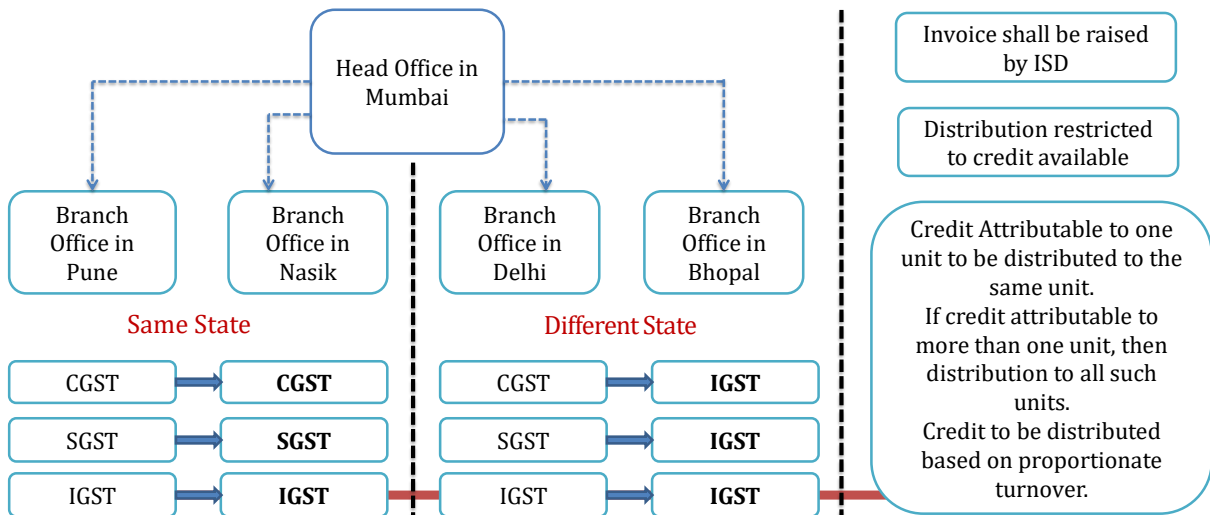 Head Office in
Mumbai
Branch
Office in
Pune
Branch
Office in
Nasik
Branch
Office in
Delhi
Branch
Office in
Bhopal
Same State
Different State
CGST
CGST
CGST
IGST
SGST
SGST
SGST
IGST
IGST
IGST
IGST
IGST
Invoice shall be raised
by ISD
Distribution restricted
to credit available
Credit Attributable to one
unit to be distributed to the
same unit.
If credit attributable to
more than one unit, then
distribution to all such
units.
Credit to be distributed
based on proportionate
turnover.